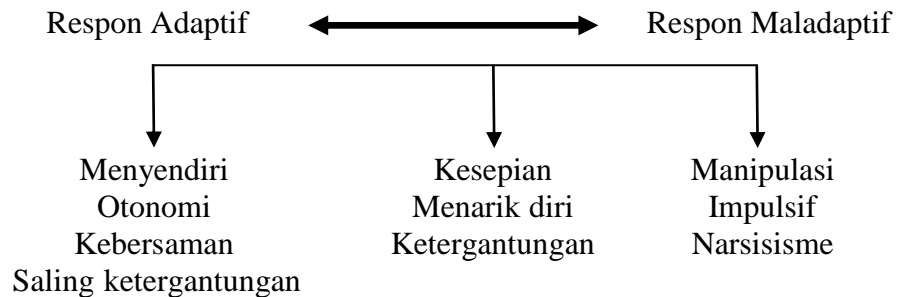 Respon Adaptif
Respon Maladaptif
Menyendiri
Otonomi
Kebersaman
Saling ketergantungan
Kesepian
Menarik diri
Ketergantungan
Manipulasi
Impulsif
Narsisisme